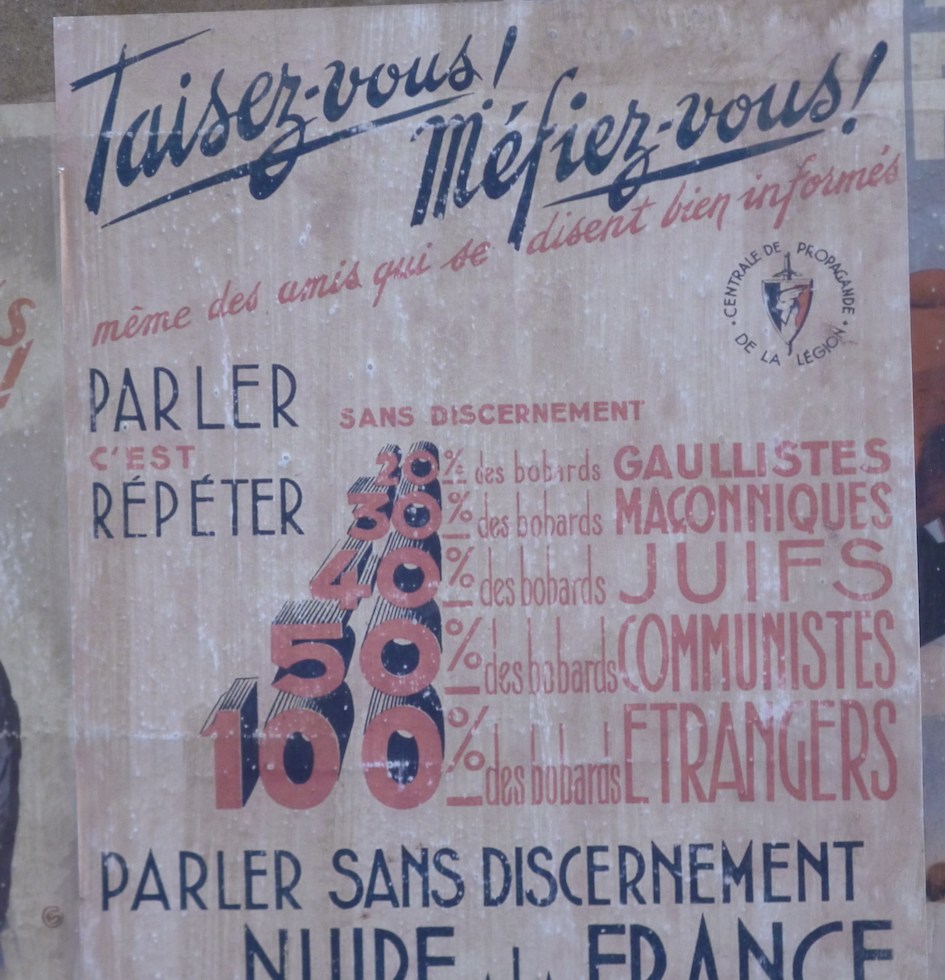 Taisez-vous!
Méfiez-vous!
même des amis qui se disent bien informés
CENTRALE DE PROPAGANDE
DE LA LÉGION
PARLER
SANS DISCERNEMENT
C'EST
RÉPÉTER
20% des bobards GAULLISTES
30% des bobards MAÇONNIQUES
40% des bobards JUIFS
50% des bobards COMMUNISTES
100% des bobards ETRANGERS
PARLER SANS DISCERNEMENT
NUIRE à la FRANCE